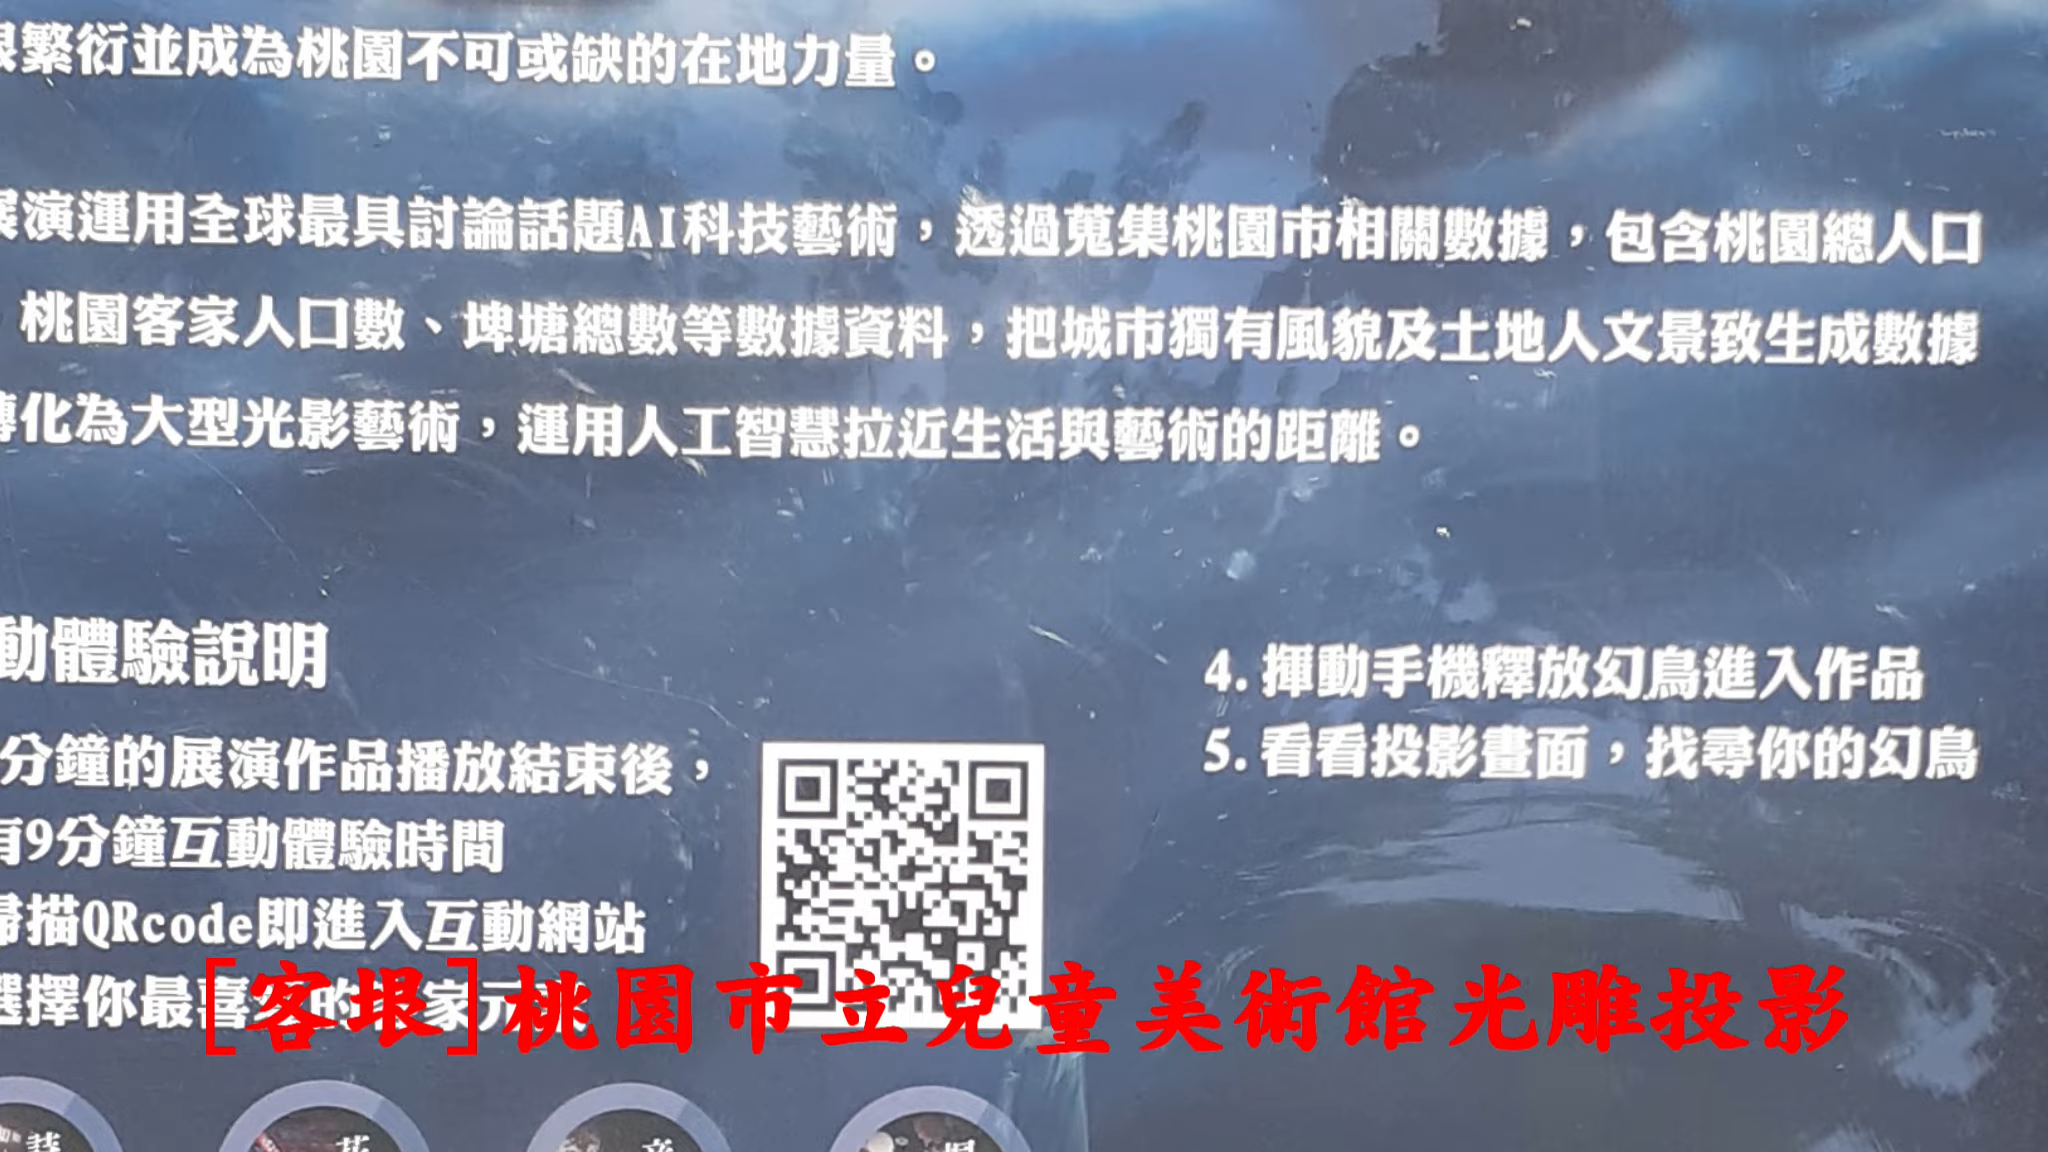 繁衍並成為桃園不可或缺的在地力量。
展演運用全球最具討論話題AI科技藝術，透過蒐集桃園市相關數據，包含桃園總人口
桃園客家人口數、埤塘總數等數據資料，把城市獨有風貌及土地人文景致生成數據
轉化為大型光影藝術，運用人工智慧拉近生活與藝術的距離。
動體驗說明
分鐘的展演作品播放結束後，
有9分鐘互動體驗時間
掃描QRcode即進入互動網站
選擇你最喜 的 家元
4. 揮動手機釋放幻鳥進入作品
5. 看看投影畫面，找尋你的幻鳥
[客垠]桃園市立兒童美術館光雕投影